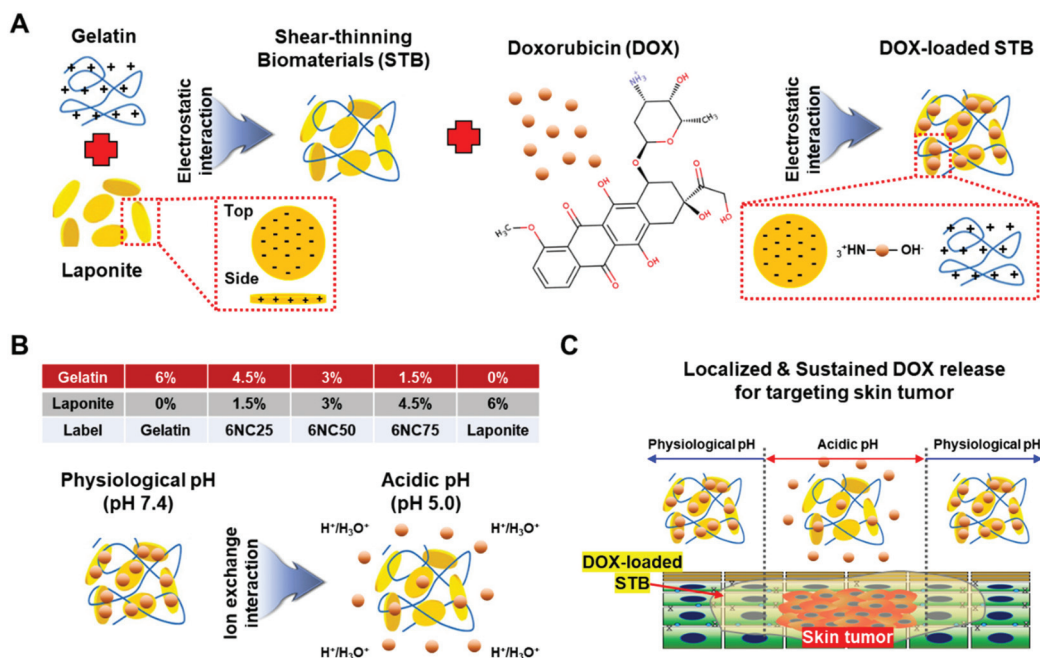 A
Gelatin
Shear-thinning
Biomaterials (STB)
Doxorubicin (DOX)
DOX-loaded STB
Electrostatic
interaction
Electrostatic
interaction
Laponite
Top
Side
NH₃⁺
OH
CH₃
O
O
O
OH
O
OH
OH
H₃C
O
O
OH
HO
₃⁺HN
OH⁻
B
Gelatin 6% 4.5% 3% 1.5% 0%
Laponite 0% 1.5% 3% 4.5% 6%
Label Gelatin 6NC25 6NC50 6NC75 Laponite
Physiological pH
(pH 7.4)
Acidic pH
(pH 5.0)
Ion exchange
interaction
H⁺/H₃O⁺ H⁺/H₃O⁺
H⁺/H₃O⁺ H⁺/H₃O⁺
C
Localized & Sustained DOX release
for targeting skin tumor
Physiological pH Acidic pH Physiological pH
DOX-loaded
STB
Skin tumor